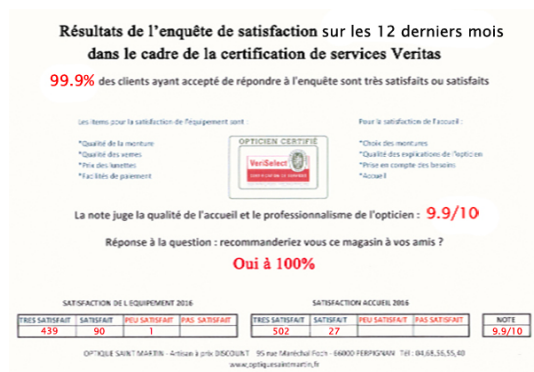 Résultats de l'enquête de satisfaction sur les 12 derniers mois
dans le cadre de la certification de services Veritas
99.9% des clients ayant accepté de répondre à l'enquête sont très satisfaits ou satisfaits
Les items pour la satisfaction de l'équipement sont :
Pour la satisfaction de l'accueil :
*Qualité de la monture
*Qualité des verres
*Prix des lunettes
*Facilités de paiement
OPTICIEN CERTIFIÉ
VeriSelect
*Choix des montures
*Qualité des explications de l'opticien
*Prise en compte des besoins
*Accueil
La note juge la qualité de l'accueil et le professionnalisme de l'opticien : 9.9/10
Réponse à la question : recommanderiez vous ce magasin à vos amis ?
Oui à 100%
SATISFACTION DE L EQUIPEMENT 2016
SATISFACTION ACCUEIL 2016
TRES SATISFAIT SATISFAIT PEU SATISFAIT PAS SATISFAIT
439 90 1
TRES SATISFAIT SATISFAIT PEU SATISFAIT PAS SATISFAIT
502 27
NOTE
9.9/10
OPTIQUE SAINT MARTIN - Artisan à prix DISCOUNT 95 rue Maréchal Foch - 66000 PERPIGNAN Tél : 04,68,56,55,40
www.optiquesaintmartin.fr